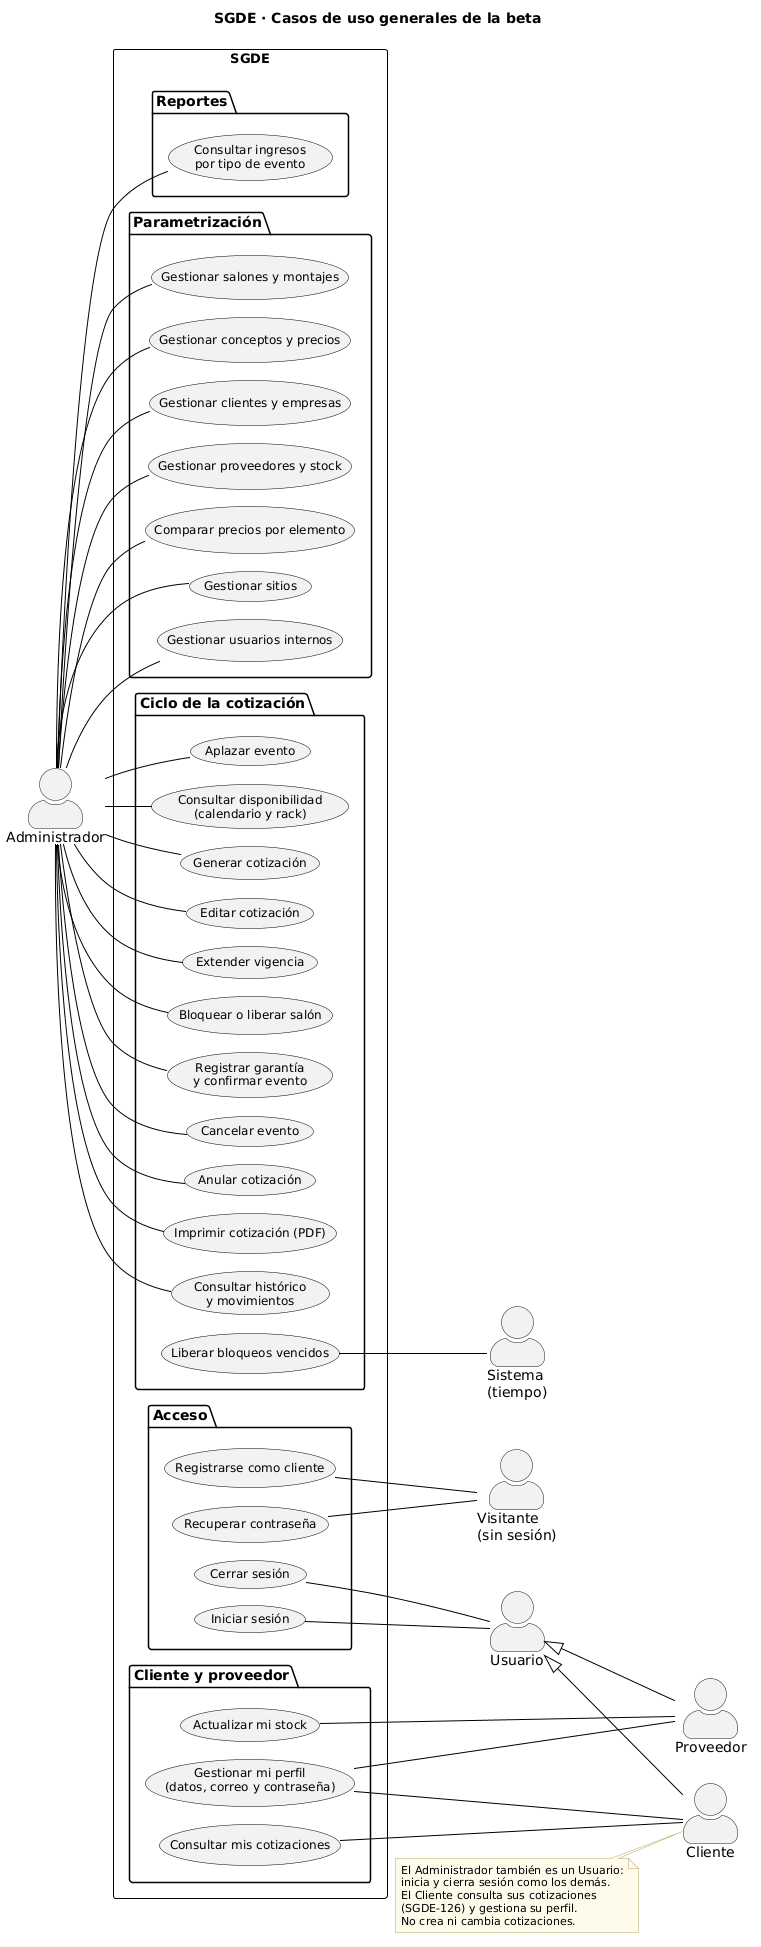 SGDE · Casos de uso generales de la beta
SGDE
Reportes
Consultar ingresos
por tipo de evento
Parametrización
Gestionar salones y montajes
Gestionar conceptos y precios
Gestionar clientes y empresas
Gestionar proveedores y stock
Comparar precios por elemento
Gestionar sitios
Gestionar usuarios internos
Ciclo de la cotización
Aplazar evento
Consultar disponibilidad
(calendario y rack)
Administrador
Generar cotización
Editar cotización
Extender vigencia
Bloquear o liberar salón
Registrar garantía
y confirmar evento
Cancelar evento
Anular cotización
Imprimir cotización (PDF)
Consultar histórico
y movimientos
Liberar bloqueos vencidos
Sistema
(tiempo)
Acceso
Registrarse como cliente
Recuperar contraseña
Visitante
(sin sesión)
Cerrar sesión
Iniciar sesión
Usuario
Cliente y proveedor
Actualizar mi stock
Proveedor
Gestionar mi perfil
(datos, correo y contraseña)
Consultar mis cotizaciones
Cliente
El Administrador también es un Usuario:
inicia y cierra sesión como los demás.
El Cliente consulta sus cotizaciones
(SGDE-126) y gestiona su perfil.
No crea ni cambia cotizaciones.